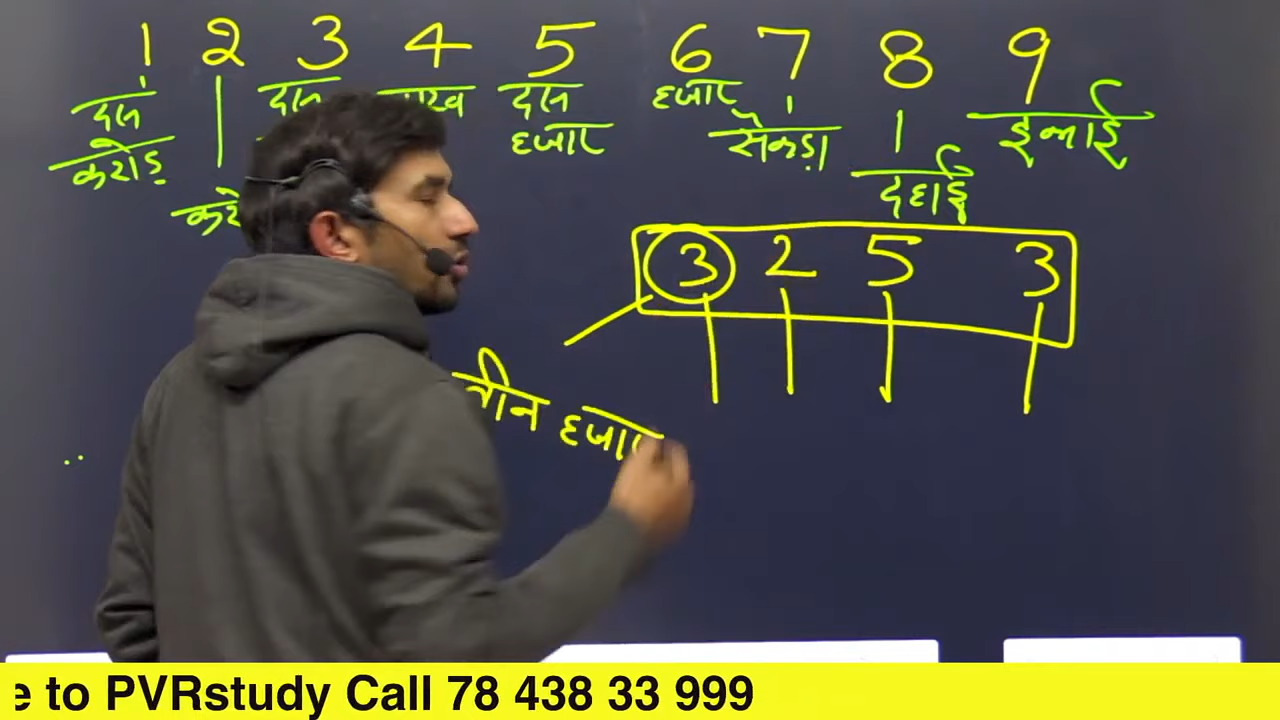 1 2 3 4 5 6 7 8 9
दस करोड़ दस दस हजार हजार सैकड़ा दहाई इकाई
3 2 5 3
तीन
e to PVRstudy Call 78 438 33 999